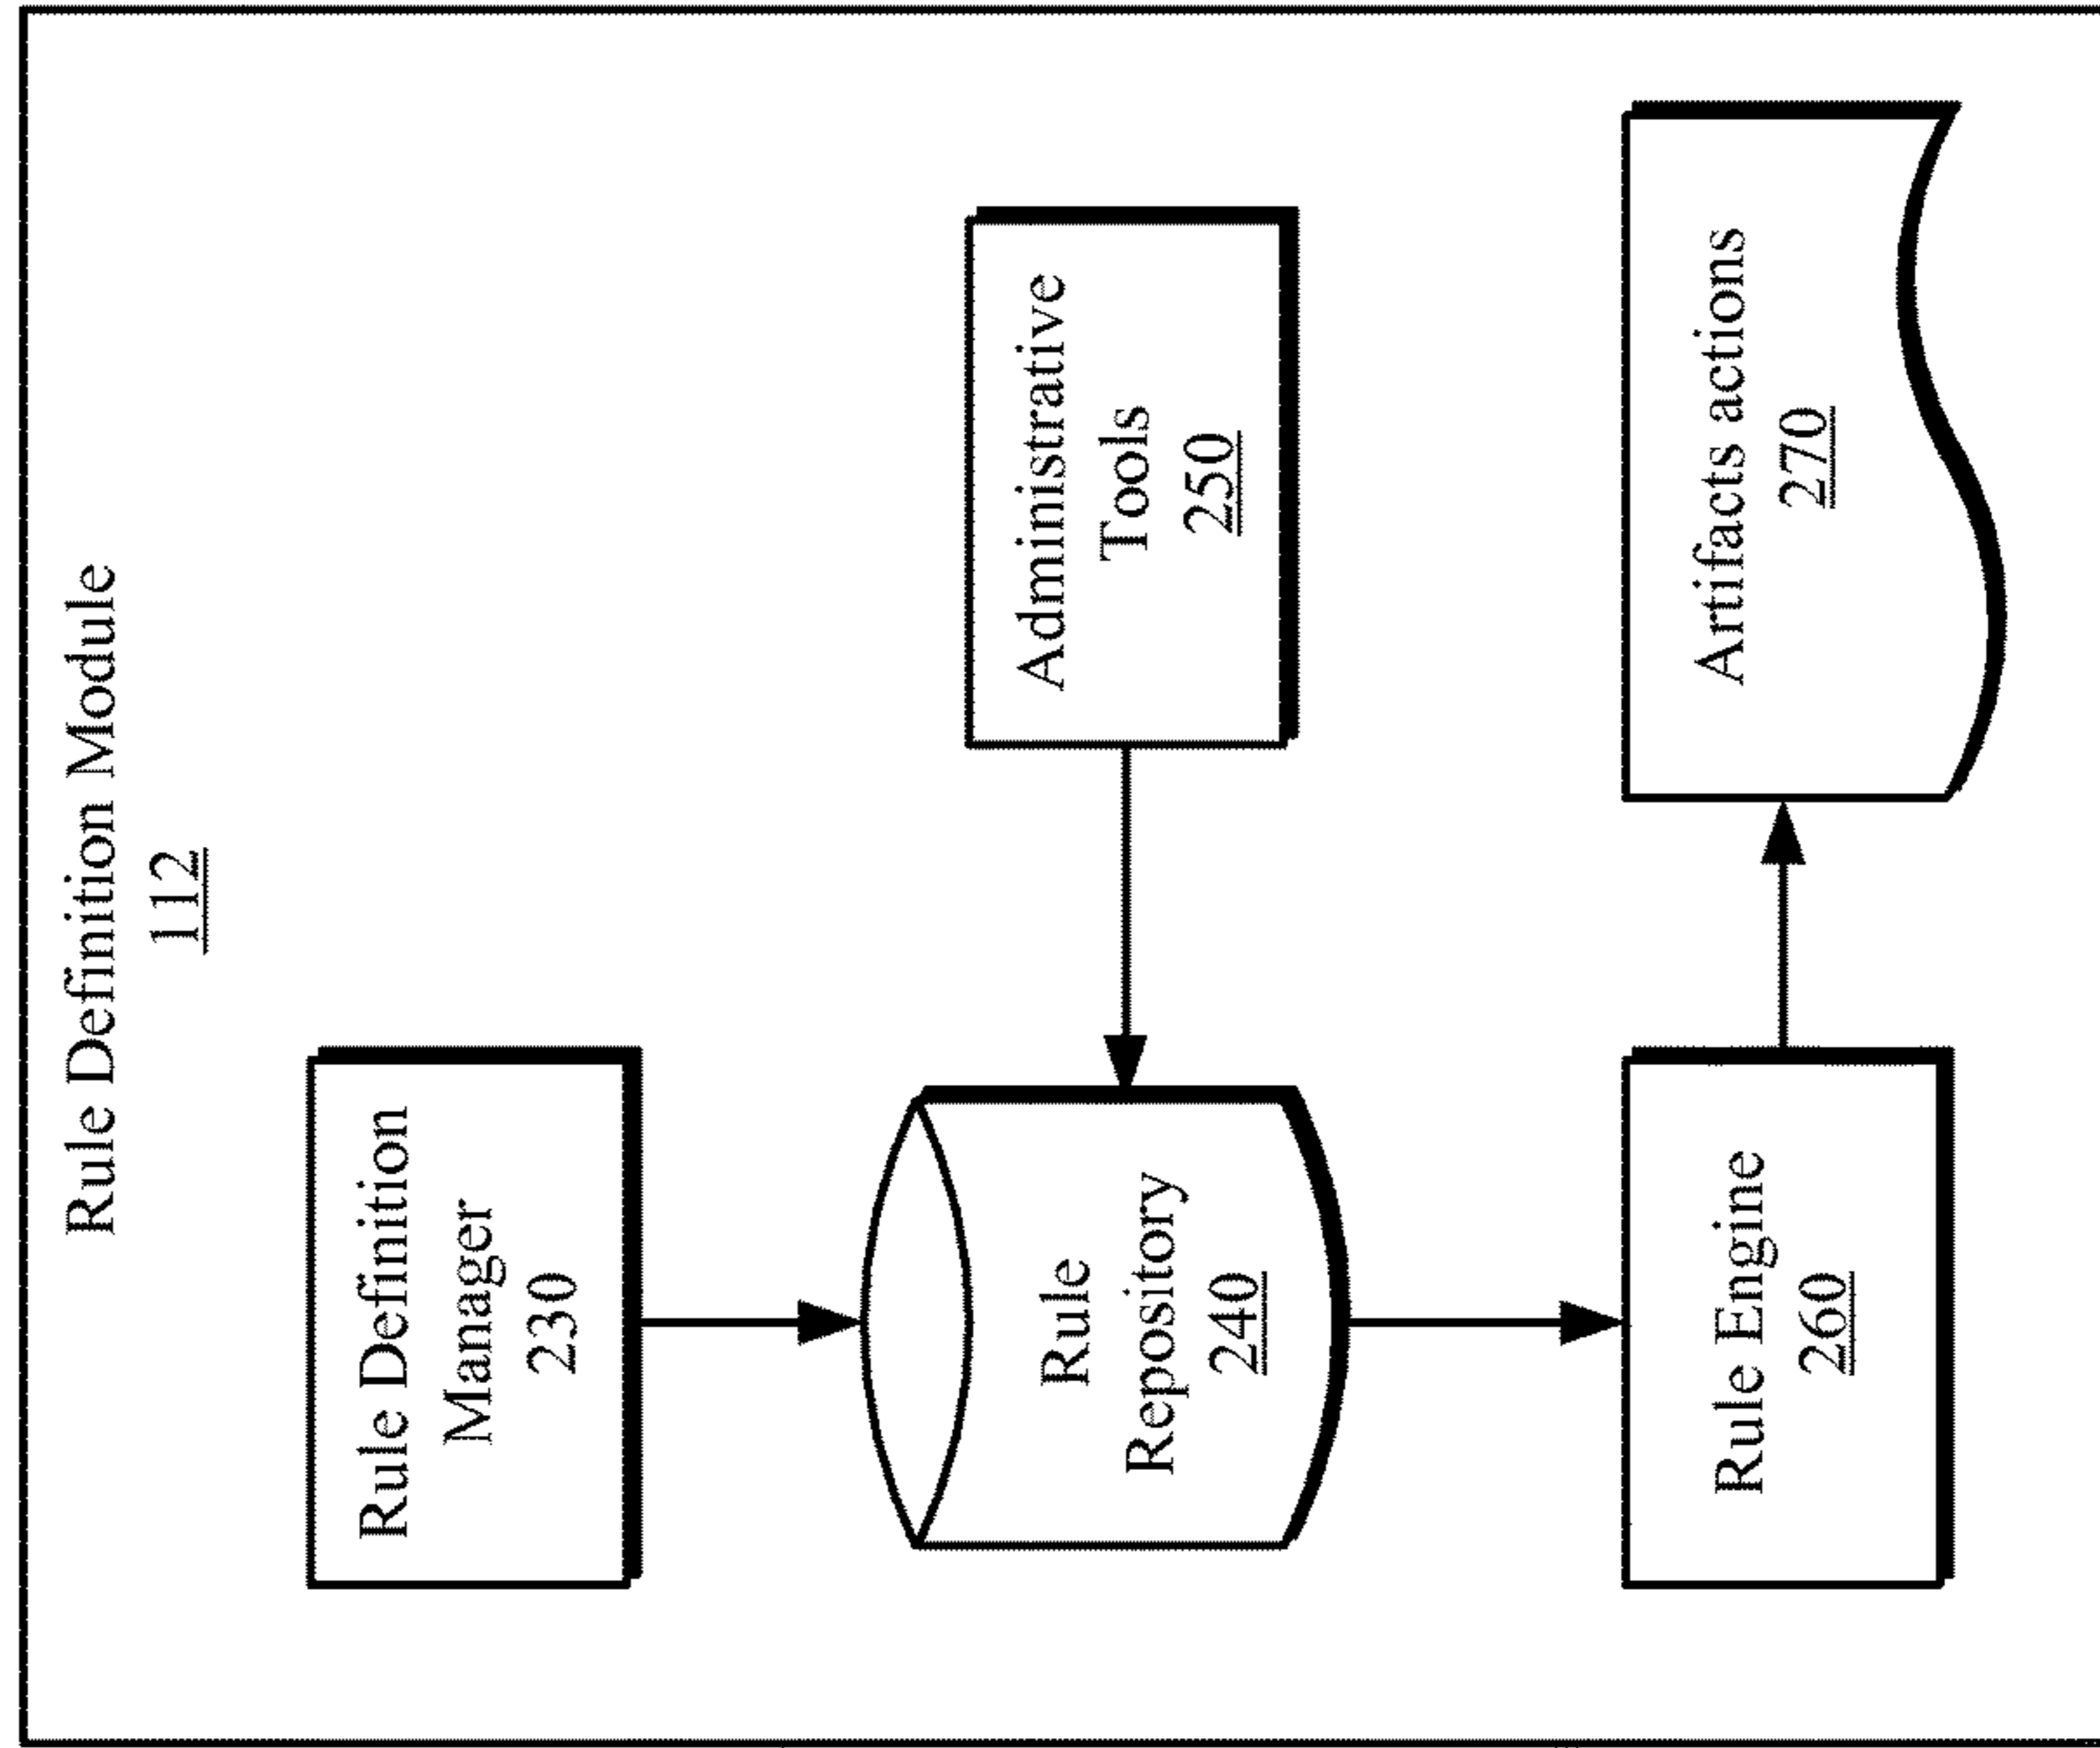 Rule Definition Module
112
Rule Definition
Manager
230
Rule
Repository
240
Administrative
Tools
250
Rule Engine
260
Artifacts actions
270